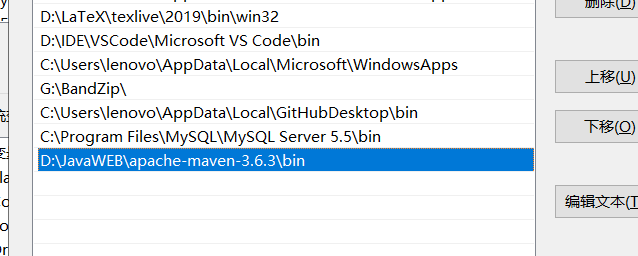 删除(D)
D:\LaTeX\texlive\2019\bin\win32
D:\IDE\VSCode\Microsoft VS Code\bin
C:\Users\lenovo\AppData\Local\Microsoft\WindowsApps
上移(U)
G:\BandZip\
C:\Users\lenovo\AppData\Local\GitHubDesktop\bin
下移(O)
C:\Program Files\MySQL\MySQL Server 5.5\bin
D:\JavaWEB\apache-maven-3.6.3\bin
编辑文本(T